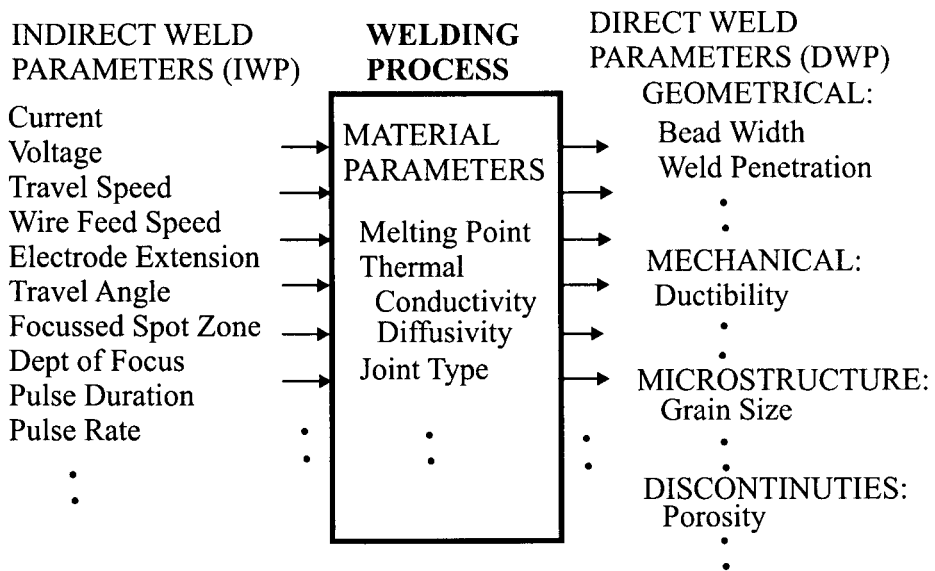 INDIRECT WELD
PARAMETERS (IWP)
Current
Voltage
Travel Speed
Wire Feed Speed
Electrode Extension
Travel Angle
Focussed Spot Zone
Dept of Focus
Pulse Duration
Pulse Rate
WELDING
PROCESS
MATERIAL
PARAMETERS
Melting Point
Thermal
Conductivity
Diffusivity
Joint Type
DIRECT WELD
PARAMETERS (DWP)
GEOMETRICAL:
Bead Width
Weld Penetration
MECHANICAL:
Ductibility
MICROSTRUCTURE:
Grain Size
DISCONTINUTIES:
Porosity